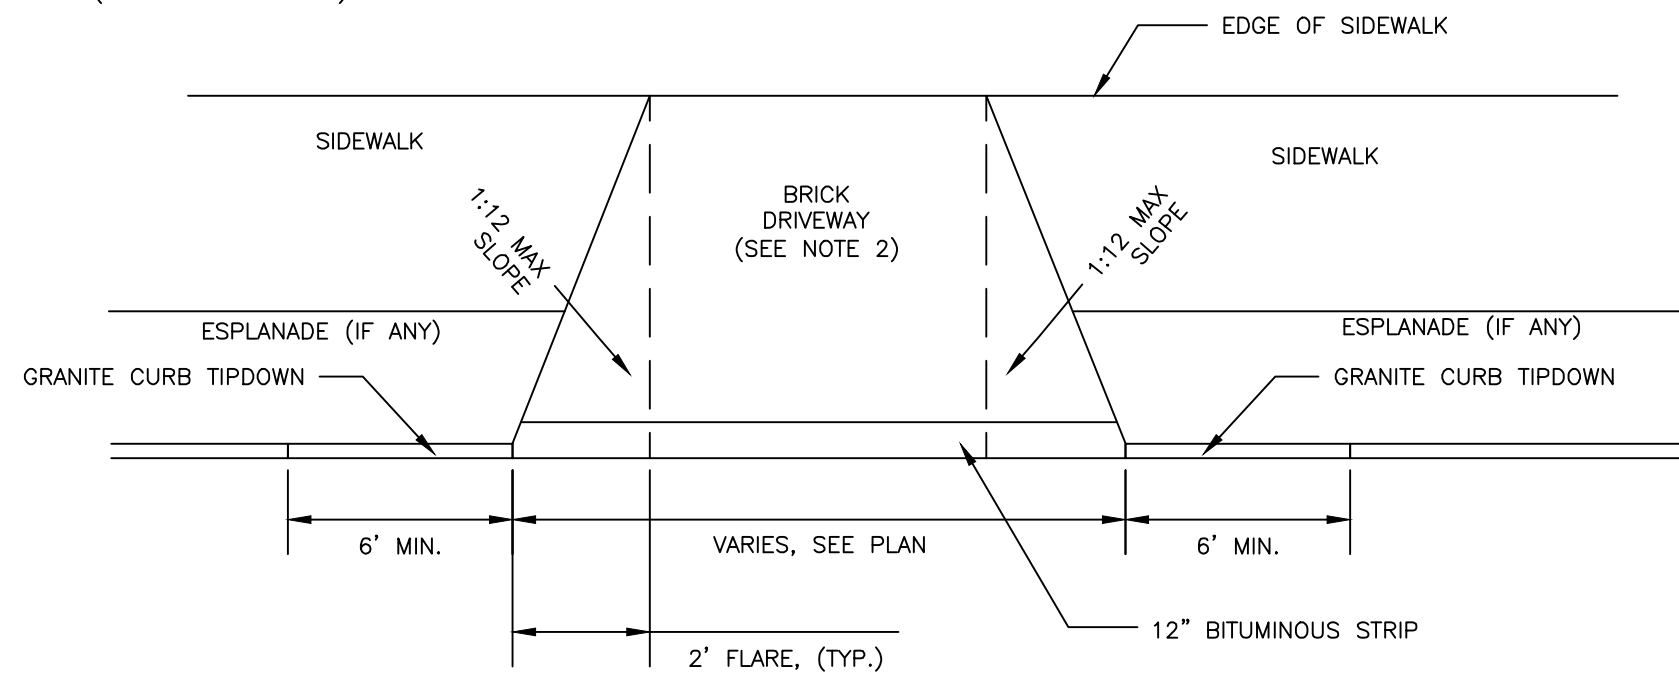 EDGE OF SIDEWALK
SIDEWALK
SIDEWALK
BRICK
DRIVEWAY
(SEE NOTE 2)
1:12 MAX
SLOPE
1:12 MAX
SLOPE
ESPLANADE (IF ANY)
ESPLANADE (IF ANY)
GRANITE CURB TIPDOWN
GRANITE CURB TIPDOWN
6' MIN.
VARIES, SEE PLAN
6' MIN.
12" BITUMINOUS STRIP
2' FLARE, (TYP.)